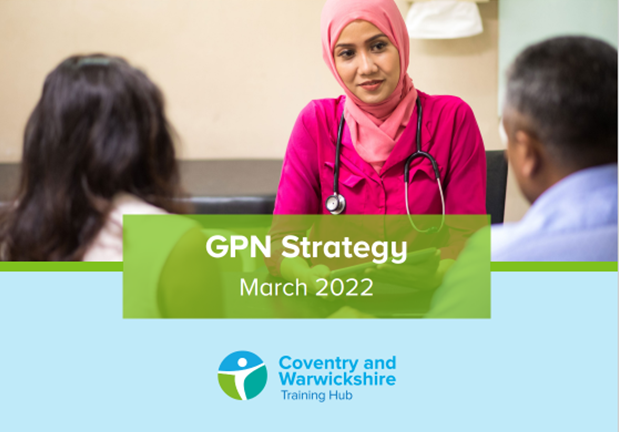 GPN Strategy
March 2022
Coventry and
Warwickshire
Training Hub